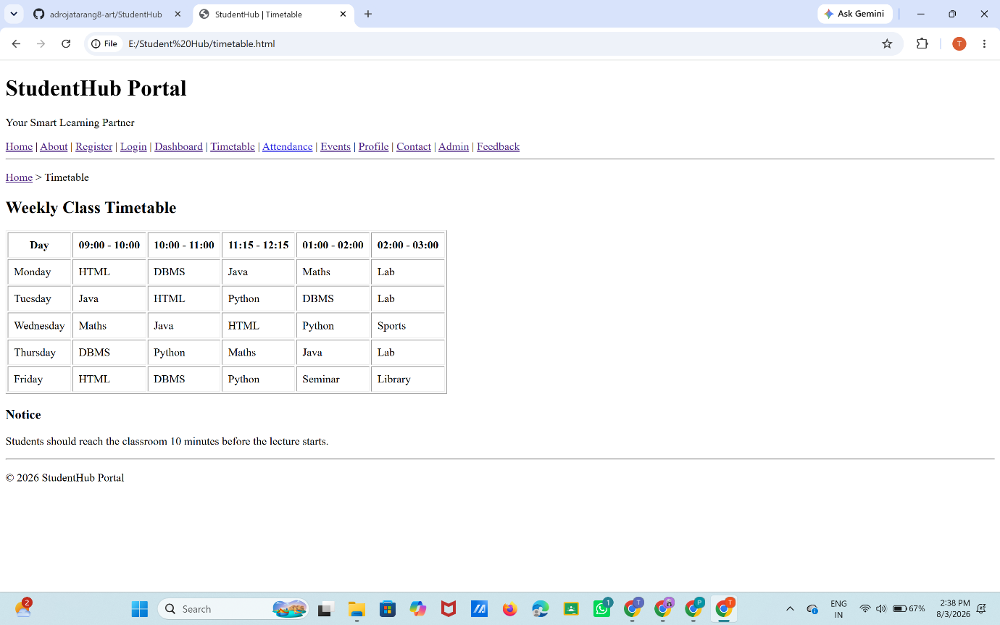 adrojatarang8-art/StudentHub
StudentHub | Timetable
Ask Gemini
File
E:/Student%20Hub/timetable.html
T
StudentHub Portal
Your Smart Learning Partner
Home | About | Register | Login | Dashboard | Timetable | Attendance | Events | Profile | Contact | Admin | Feedback
Home > Timetable
Weekly Class Timetable
Day 09:00 - 10:00 10:00 - 11:00 11:15 - 12:15 01:00 - 02:00 02:00 - 03:00
Monday HTML DBMS Java Maths Lab
Tuesday Java HTML Python DBMS Lab
Wednesday Maths Java HTML Python Sports
Thursday DBMS Python Maths Java Lab
Friday HTML DBMS Python Seminar Library
Notice
Students should reach the classroom 10 minutes before the lecture starts.
© 2026 StudentHub Portal
2
Search
1
T
P
T
ENG
IN
67%
2:38 PM
8/3/2026